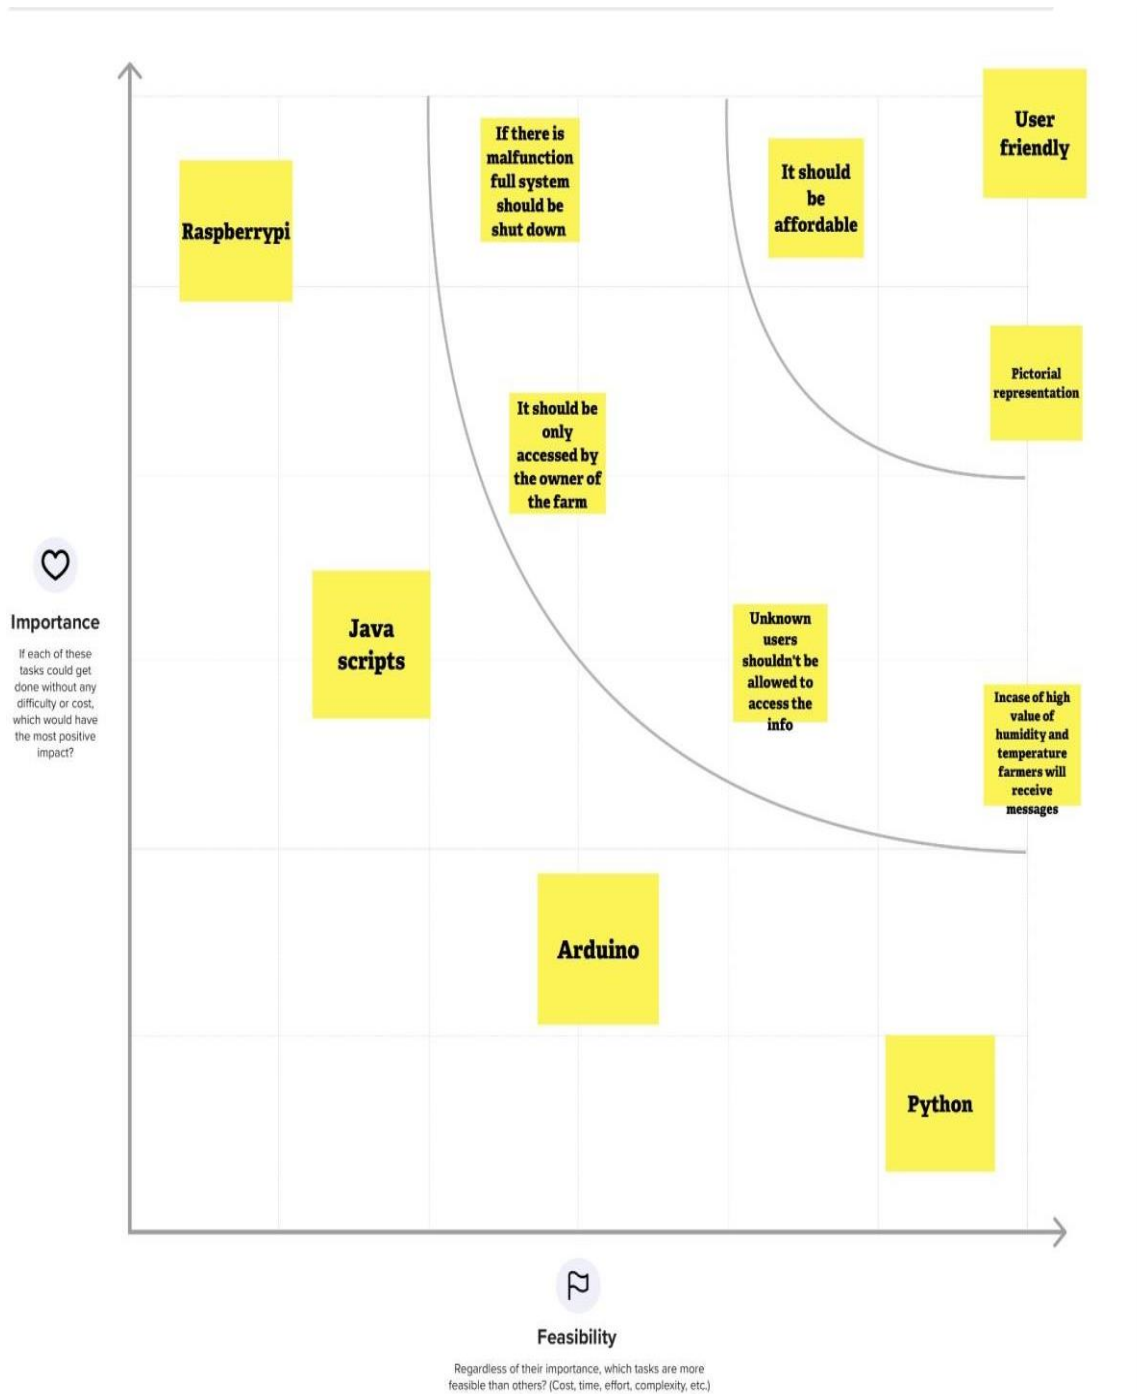 User
friendly
If there is
malfunction
full system
should be
shut down
It should
be
affordable
Raspberrypi
Pictorial
representation
It should be
only
accessed by
the owner of
the farm
Java
scripts
Unknown
users
shouldn't be
allowed to
access the
info
Incase of high
value of
humidity and
temperature
farmers will
receive
messages
Importance
If each of these
tasks could get
done without any
difficulty or cost,
which would have
the most positive
impact?
Arduino
Python
Feasibility
Regardless of their importance, which tasks are more
feasible than others? (Cost, time, effort, complexity, etc.)